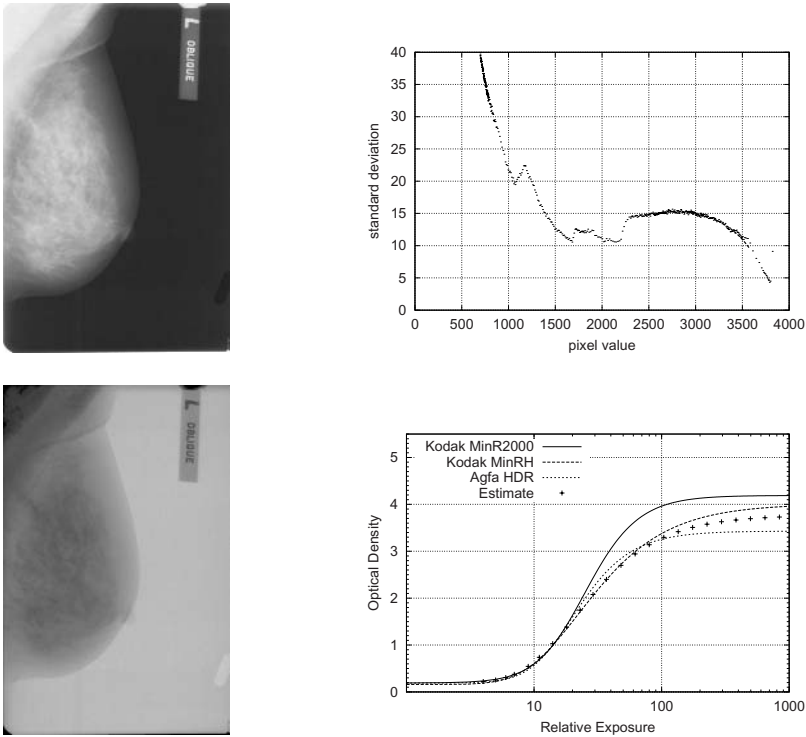 L OBLIQUE
40
35
30
25
20
15
10
5
0
standard deviation
0 500 1000 1500 2000 2500 3000 3500 4000
pixel value
L OBLIQUE
Kodak MinR2000
Kodak MinRH
Agfa HDR
Estimate
5
4
3
2
1
0
Optical Density
10 100 1000
Relative Exposure